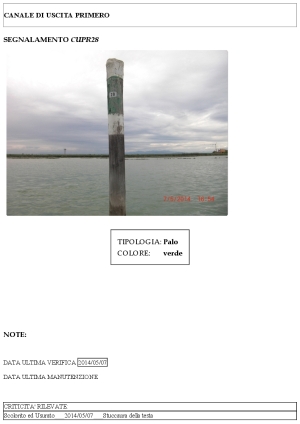 CANALE DI USCITA PRIMERO
SEGNALAMENTO CUPR28
TIPOLOGIA: Palo
COLORE: verde
NOTE:
DATA ULTIMA VERIFICA 2014/05/07
DATA ULTIMA MANUTENZIONE
CRITICITA' RILEVATE
Scolorito ed Usurato 2014/05/07 Stuccatura della testa